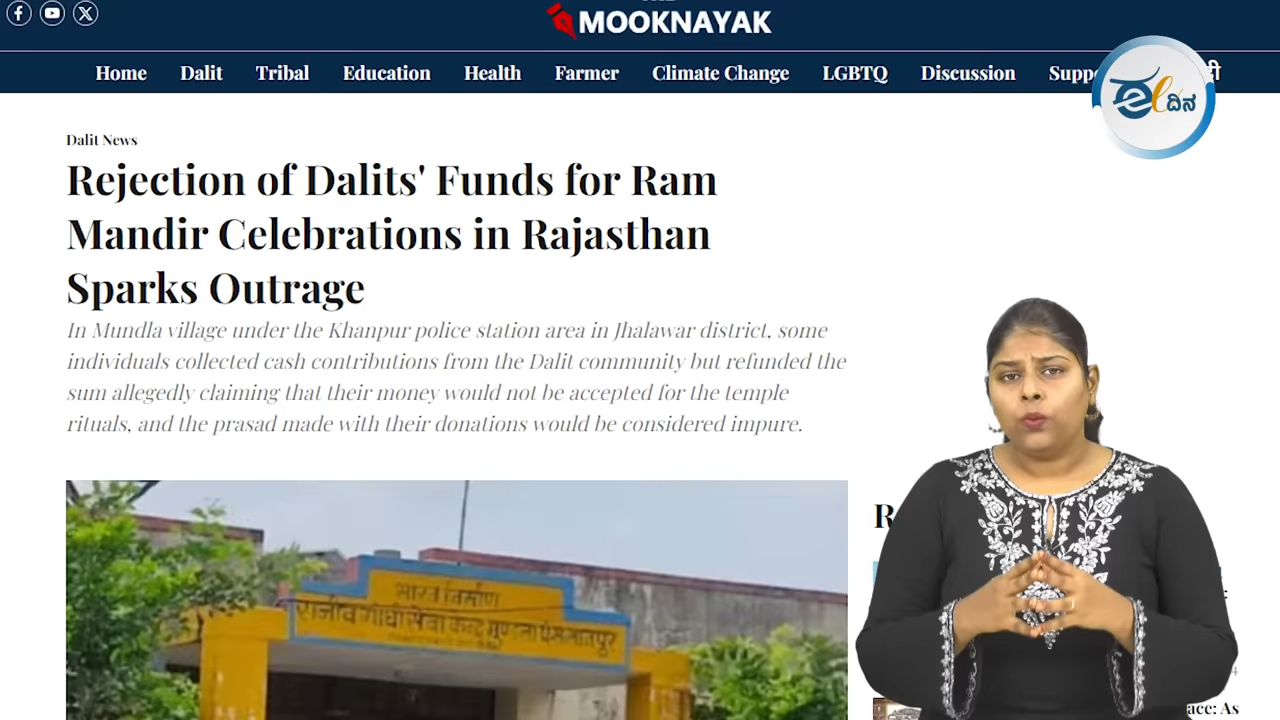 MOOKNAYAK
Home Dalit Tribal Education Health Farmer Climate Change LGBTQ Discussion
eದಿನ
Dalit News
Rejection of Dalits' Funds for Ram
Mandir Celebrations in Rajasthan
Sparks Outrage
In Mundla village under the Khanpur police station area in Jhalawar district, some
individuals collected cash contributions from the Dalit community but refunded the
sum allegedly claiming that their money would not be accepted for the temple
rituals, and the prasad made with their donations would be considered impure.
भारत निर्माण
राजीव गांधी सेवा केन्द्र
As